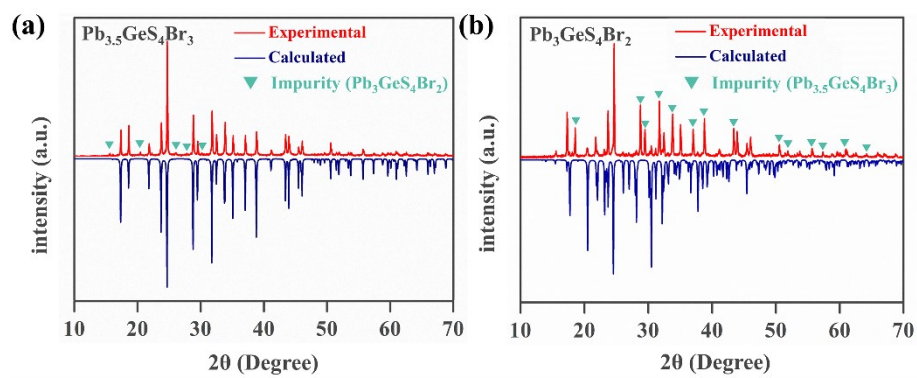 (a)
Pb3.5GeS4Br3
Experimental
Calculated
Impurity (Pb3GeS4Br2)
intensity (a.u.)
10 20 30 40 50 60 70
2θ (Degree)
(b)
Pb3GeS4Br2
Experimental
Calculated
Impurity (Pb3.5GeS4Br3)
intensity (a.u.)
10 20 30 40 50 60 70
2θ (Degree)